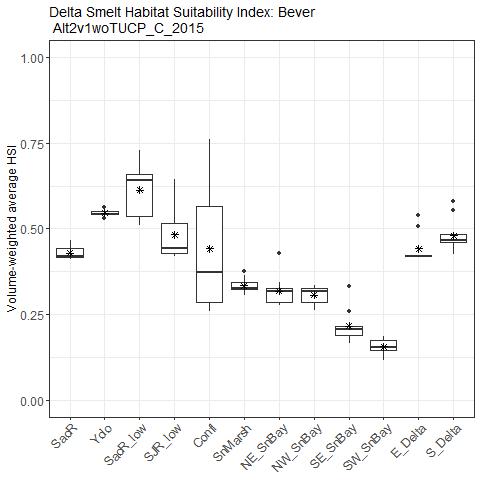 Delta Smelt Habitat Suitability Index: Bever
Alt2v1woTUCP_C_2015
Volume-weighted average HSI
1.00
0.75
0.50
0.25
0.00
SacR
Yolo
SacR_low
SJR_low
Confl
SnMarsh
NE_SnBay
NW_SnBay
SE_SnBay
SW_SnBay
E_Delta
S_Delta